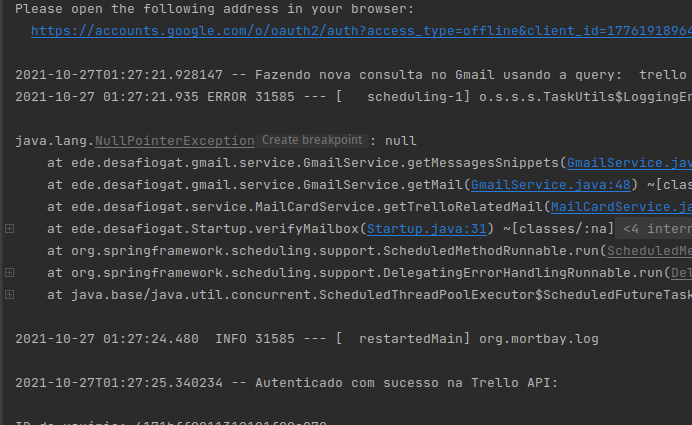 Please open the following address in your browser:
https://accounts.google.com/o/oauth2/auth?access_type=offline&client_id=17761918964
2021-10-27T01:27:21.928147 -- Fazendo nova consulta no Gmail usando a query:  trello
2021-10-27 01:27:21.935 ERROR 31585 --- [   scheduling-1] o.s.s.s.TaskUtils$LoggingEr
java.lang.NullPointerException Create breakpoint : null
at ede.desafiogat.gmail.service.GmailService.getMessagesSnippets(GmailService.jav
at ede.desafiogat.gmail.service.GmailService.getMail(GmailService.java:48) ~[clas
at ede.desafiogat.service.MailCardService.getTrelloRelatedMail(MailCardService.ja
at ede.desafiogat.Startup.verifyMailbox(Startup.java:31) ~[classes/:na] <4 intern
at org.springframework.scheduling.support.ScheduledMethodRunnable.run(ScheduledMe
at org.springframework.scheduling.support.DelegatingErrorHandlingRunnable.run(Del
at java.base/java.util.concurrent.ScheduledThreadPoolExecutor$ScheduledFutureTask
2021-10-27 01:27:24.480  INFO 31585 --- [  restartedMain] org.mortbay.log
2021-10-27T01:27:25.340234 -- Autenticado com sucesso na Trello API: